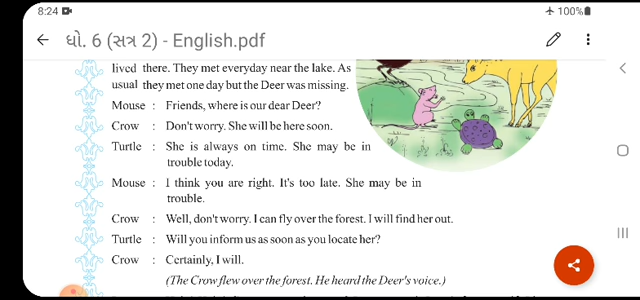 8:24
100%
ધો. 6 (સત્ર 2) - English.pdf
lived there. They met everyday near the lake. As
usual they met one day but the Deer was missing.
Mouse : Friends, where is our dear Deer?
Crow : Don't worry. She will be here soon.
Turtle : She is always on time. She may be in
trouble today.
Mouse : I think you are right. It's too late. She may be in
trouble.
Crow : Well, don't worry. I can fly over the forest. I will find her out.
Turtle : Will you inform us as soon as you locate her?
Crow : Certainly, I will.
(The Crow flew over the forest. He heard the Deer's voice.)